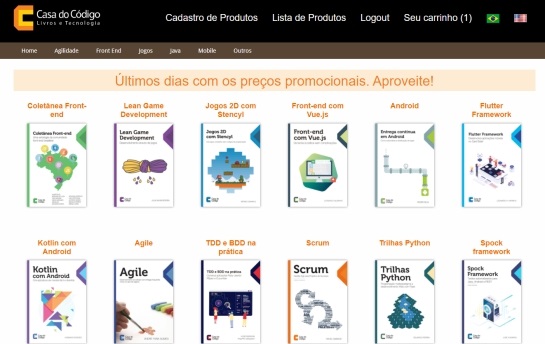 Casa do Código
Livros e Tecnologia
Cadastro de Produtos Lista de Produtos Logout Seu carrinho (1)
Home Agilidade Front End Jogos Java Mobile Outros
Últimos dias com os preços promocionais. Aproveite!
Coletânea Front-end
Lean Game Development
Jogos 2D com Stencyl
Front-end com Vue.js
Android
Flutter Framework
Coletânea Front-end
Lean Game Development
Jogos 2D com Stencyl
Front-end com Vue.js
Entrega contínua em Android
Flutter Framework
Kotlin com Android
Agile
TDD e BDD na prática
Scrum
Trilhas Python
Spock framework
Kotlin com Android
Agile
TDD e BDD na prática
Scrum
Trilhas Python
Spock Framework